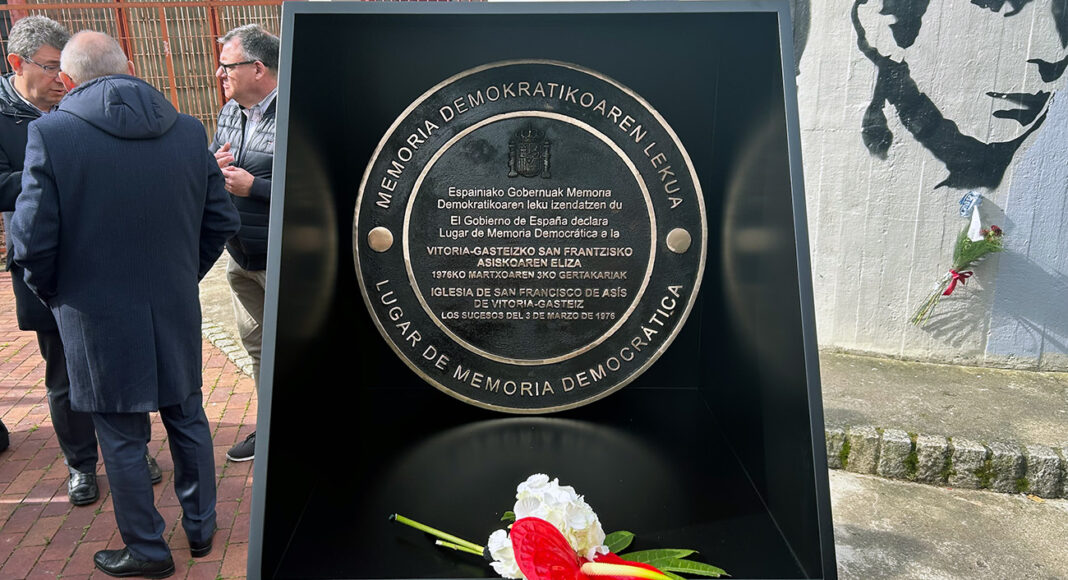 MEMORIA DEMOKRATIKOAREN LEKUA
Espainiako Gobernuak Memoria
Demokratikoaren leku izendatzen du
El Gobierno de España declara
Lugar de Memoria Democrática a la
VITORIA-GASTEIZKO SAN FRANTZISKO
ASISKOAREN ELIZA
1976KO MARTXOAREN 3KO GERTAKARIAK
IGLESIA DE SAN FRANCISCO DE ASÍS
DE VITORIA-GASTEIZ
LOS SUCESOS DEL 3 DE MARZO DE 1976
LUGAR DE MEMORIA DEMOCRÁTICA